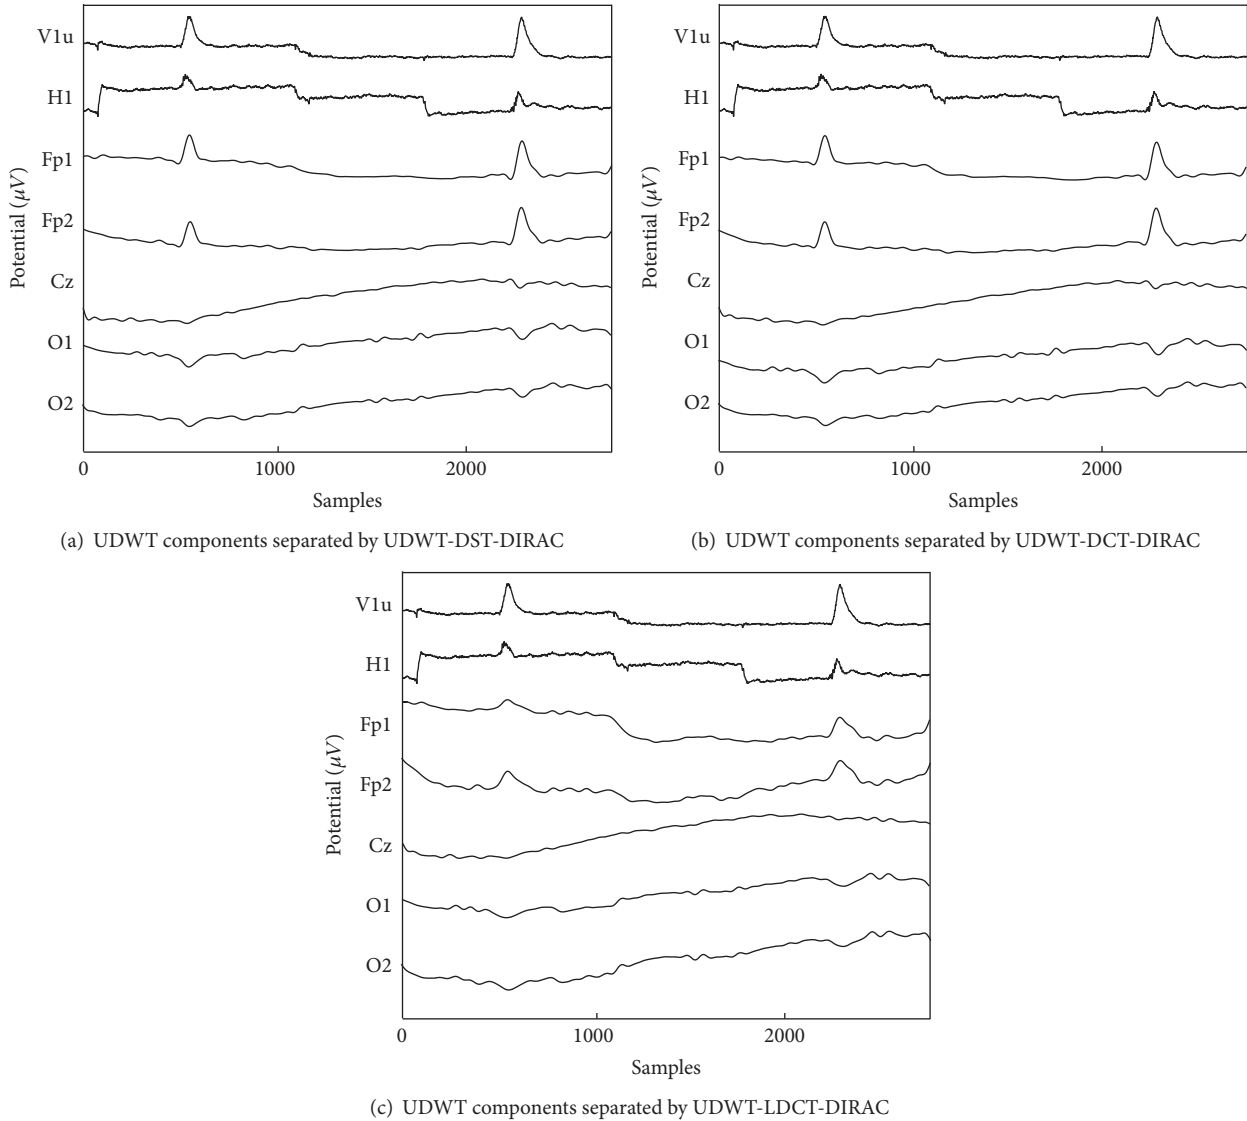 V1u
H1
Fp1
Fp2
Cz
O1
O2
Potential (μV)
0 1000 2000
Samples
(a) UDWT components separated by UDWT-DST-DIRAC
V1u
H1
Fp1
Fp2
Cz
O1
O2
Potential (μV)
0 1000 2000
Samples
(b) UDWT components separated by UDWT-DCT-DIRAC
V1u
H1
Fp1
Fp2
Cz
O1
O2
Potential (μV)
0 1000 2000
Samples
(c) UDWT components separated by UDWT-LDCT-DIRAC